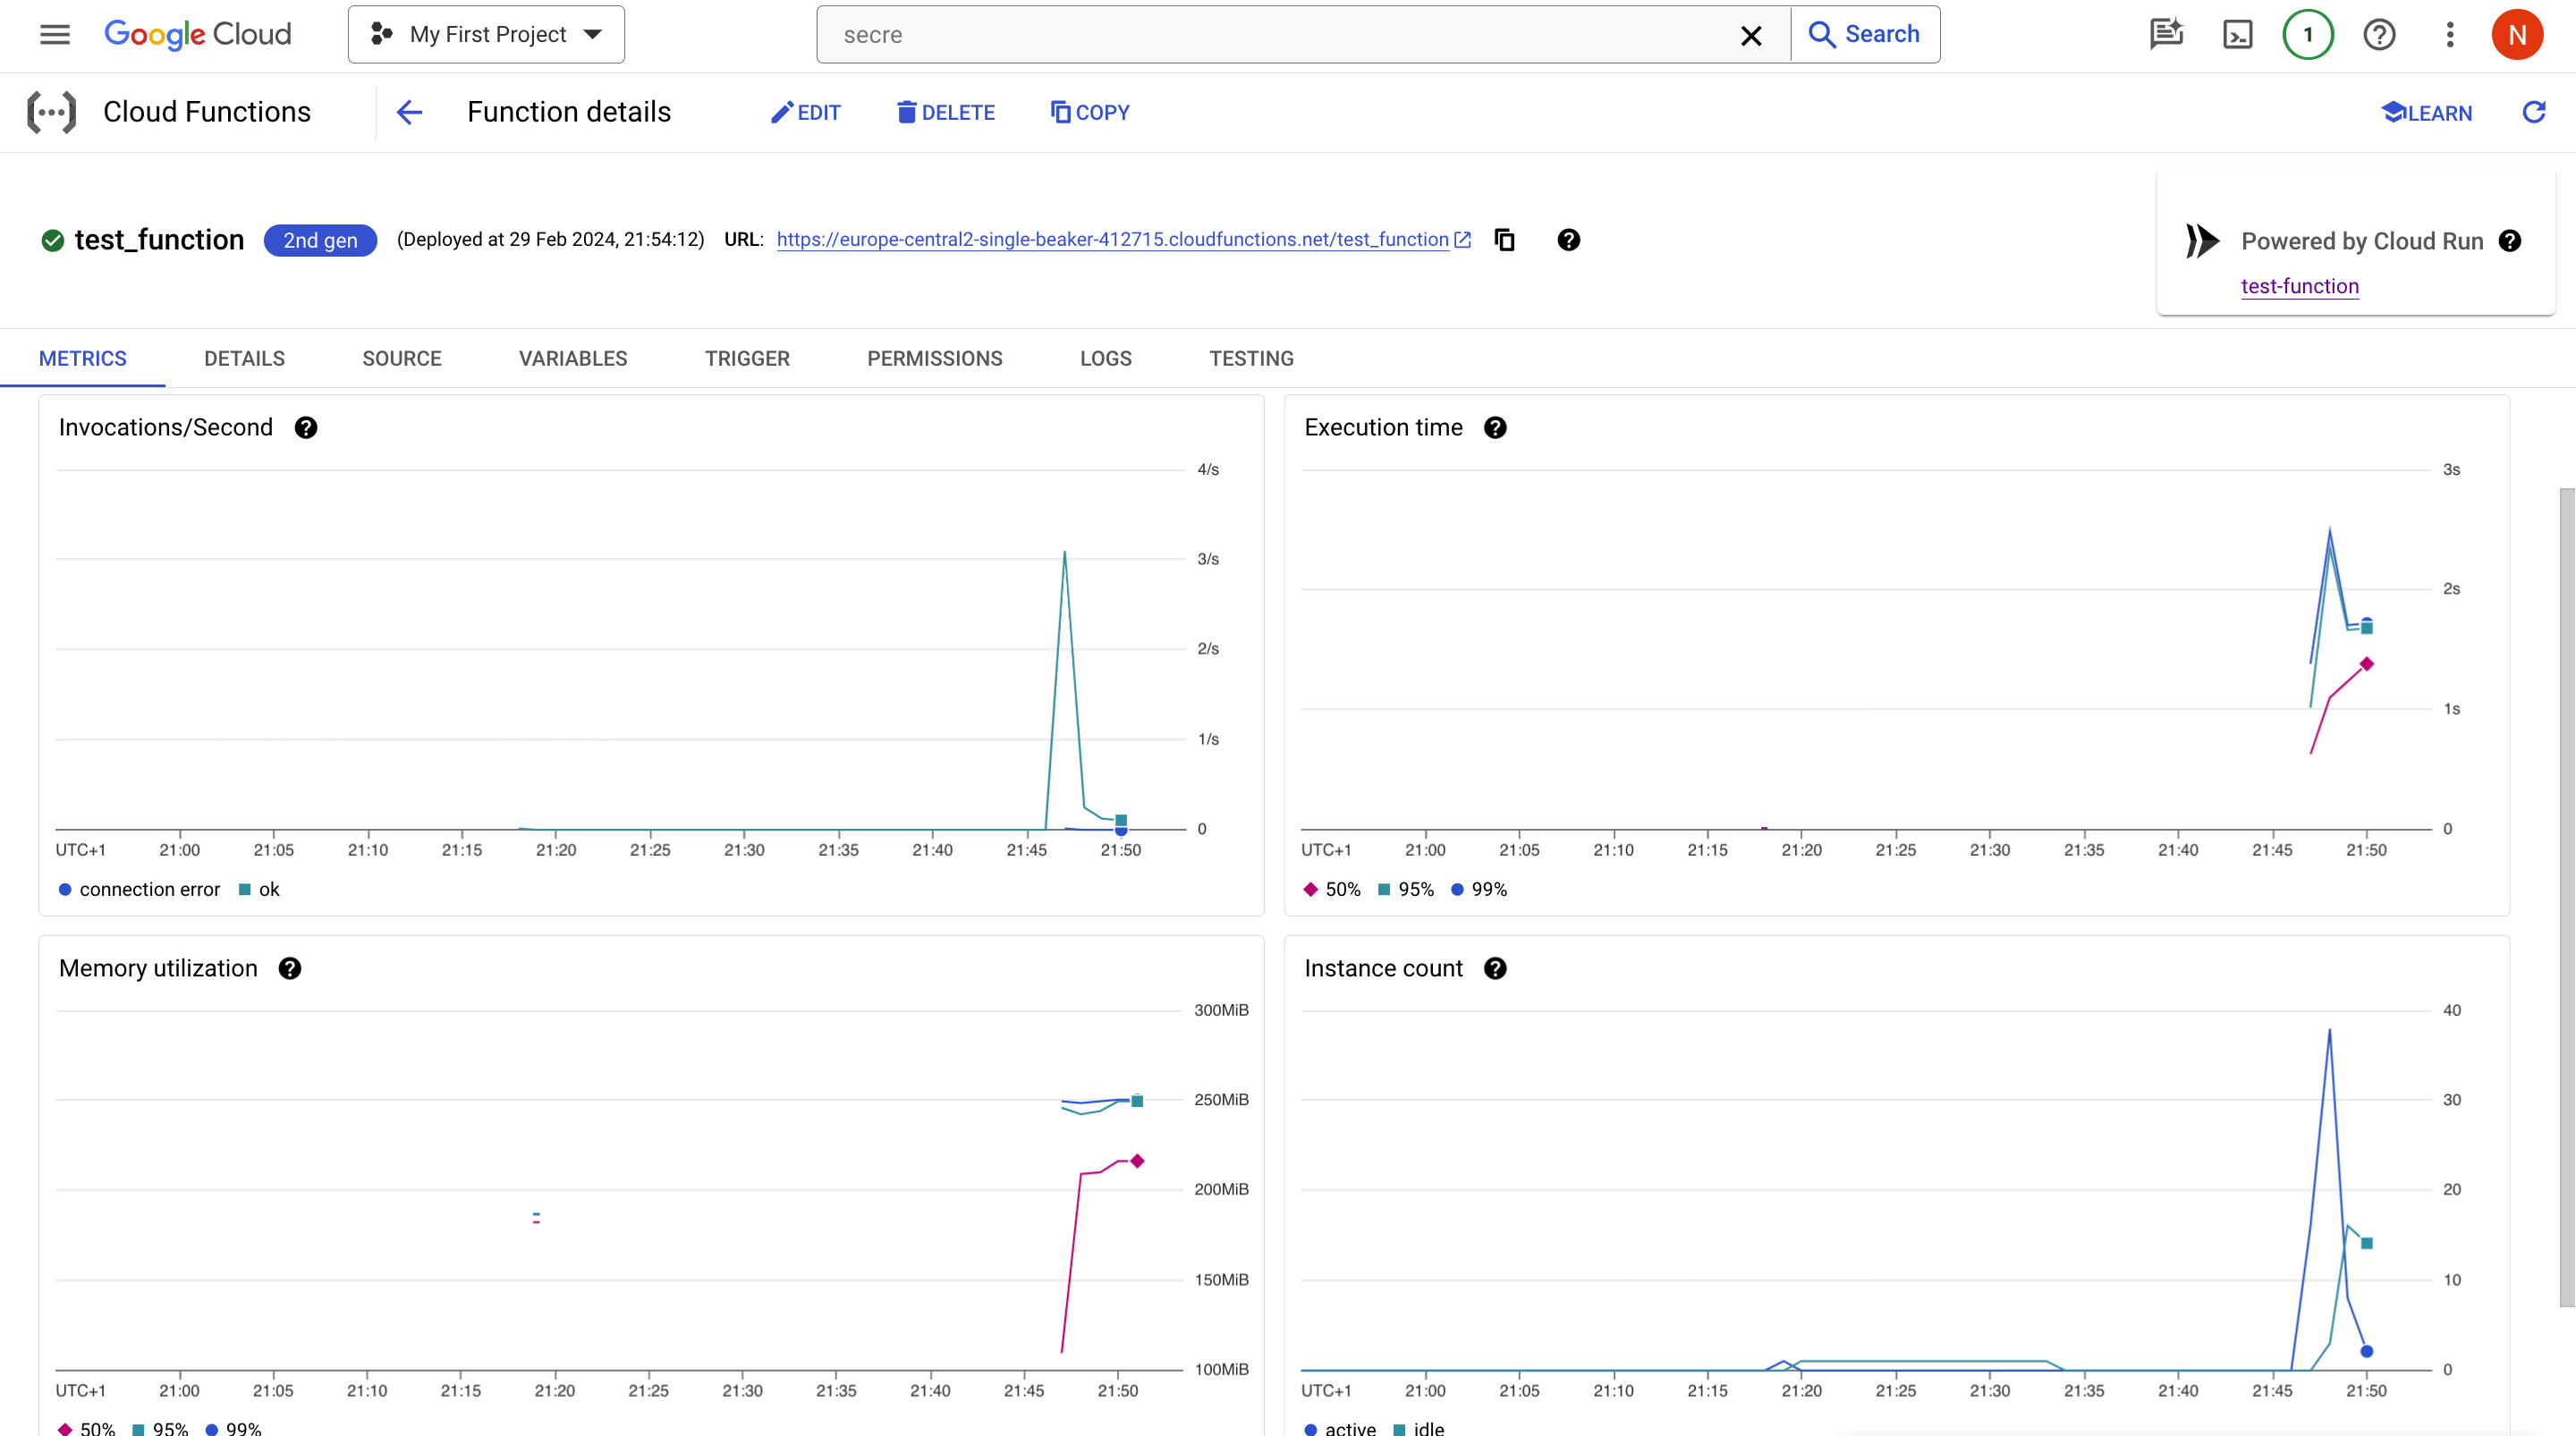 Google Cloud
My First Project
secre
Search
1
N
Cloud Functions
Function details
EDIT
DELETE
COPY
LEARN
test_function
2nd gen
(Deployed at 29 Feb 2024, 21:54:12)
URL:
https://europe-central2-single-beaker-412715.cloudfunctions.net/test_function
Powered by Cloud Run
test-function
METRICS
DETAILS
SOURCE
VARIABLES
TRIGGER
PERMISSIONS
LOGS
TESTING
Invocations/Second
4/s
3/s
2/s
1/s
0
UTC+1 21:00 21:05 21:10 21:15 21:20 21:25 21:30 21:35 21:40 21:45 21:50
connection error ok
Execution time
3s
2s
1s
0
UTC+1 21:00 21:05 21:10 21:15 21:20 21:25 21:30 21:35 21:40 21:45 21:50
50% 95% 99%
Memory utilization
300MiB
250MiB
200MiB
150MiB
100MiB
UTC+1 21:00 21:05 21:10 21:15 21:20 21:25 21:30 21:35 21:40 21:45 21:50
50% 95% 99%
Instance count
40
30
20
10
0
UTC+1 21:00 21:05 21:10 21:15 21:20 21:25 21:30 21:35 21:40 21:45 21:50
active idle